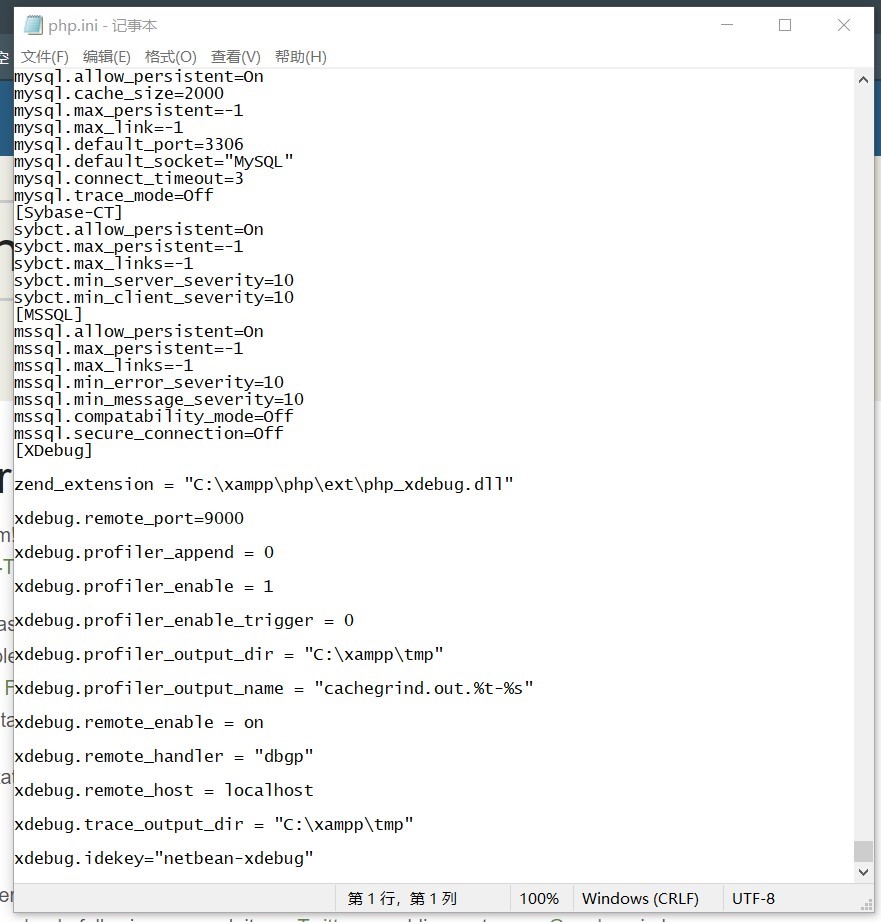 php.ini - 记事本
文件(F) 编辑(E) 格式(O) 查看(V) 帮助(H)
mysql.allow_persistent=On
mysql.cache_size=2000
mysql.max_persistent=-1
mysql.max_link=-1
mysql.default_port=3306
mysql.default_socket="MySQL"
mysql.connect_timeout=3
mysql.trace_mode=Off
[Sybase-CT]
sybct.allow_persistent=On
sybct.max_persistent=-1
sybct.max_links=-1
sybct.min_server_severity=10
sybct.min_client_severity=10
[MSSQL]
mssql.allow_persistent=On
mssql.max_persistent=-1
mssql.max_links=-1
mssql.min_error_severity=10
mssql.min_message_severity=10
mssql.compatability_mode=Off
mssql.secure_connection=Off
[XDebug]
zend_extension = "C:\xampp\php\ext\php_xdebug.dll"
xdebug.remote_port=9000
xdebug.profiler_append = 0
xdebug.profiler_enable = 1
xdebug.profiler_enable_trigger = 0
xdebug.profiler_output_dir = "C:\xampp\tmp"
xdebug.profiler_output_name = "cachegrind.out.%t-%s"
xdebug.remote_enable = on
xdebug.remote_handler = "dbgp"
xdebug.remote_host = localhost
xdebug.trace_output_dir = "C:\xampp\tmp"
xdebug.idekey="netbean-xdebug"
第 1 行，第 1 列 100% Windows (CRLF) UTF-8